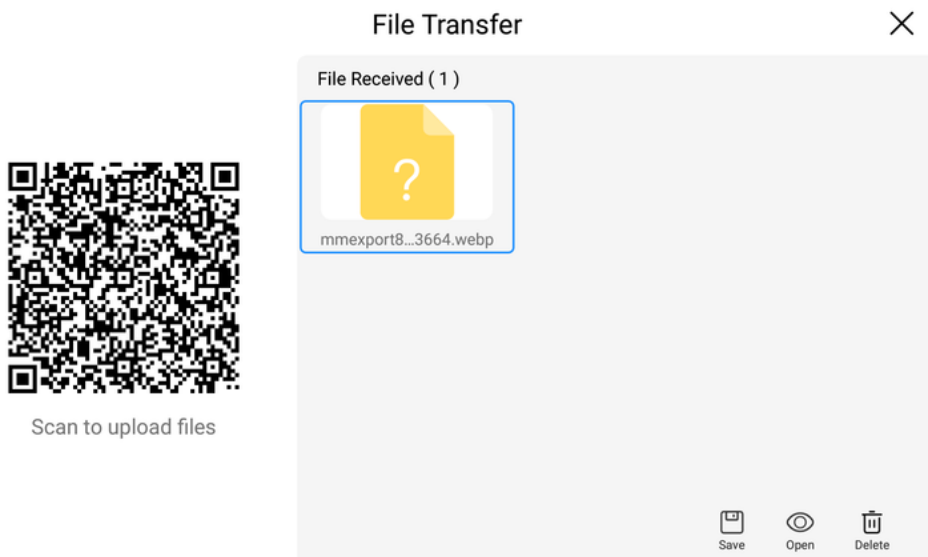 File Transfer
File Received ( 1 )
?
mmexport8...3664.webp
Scan to upload files
Save
Open
Delete